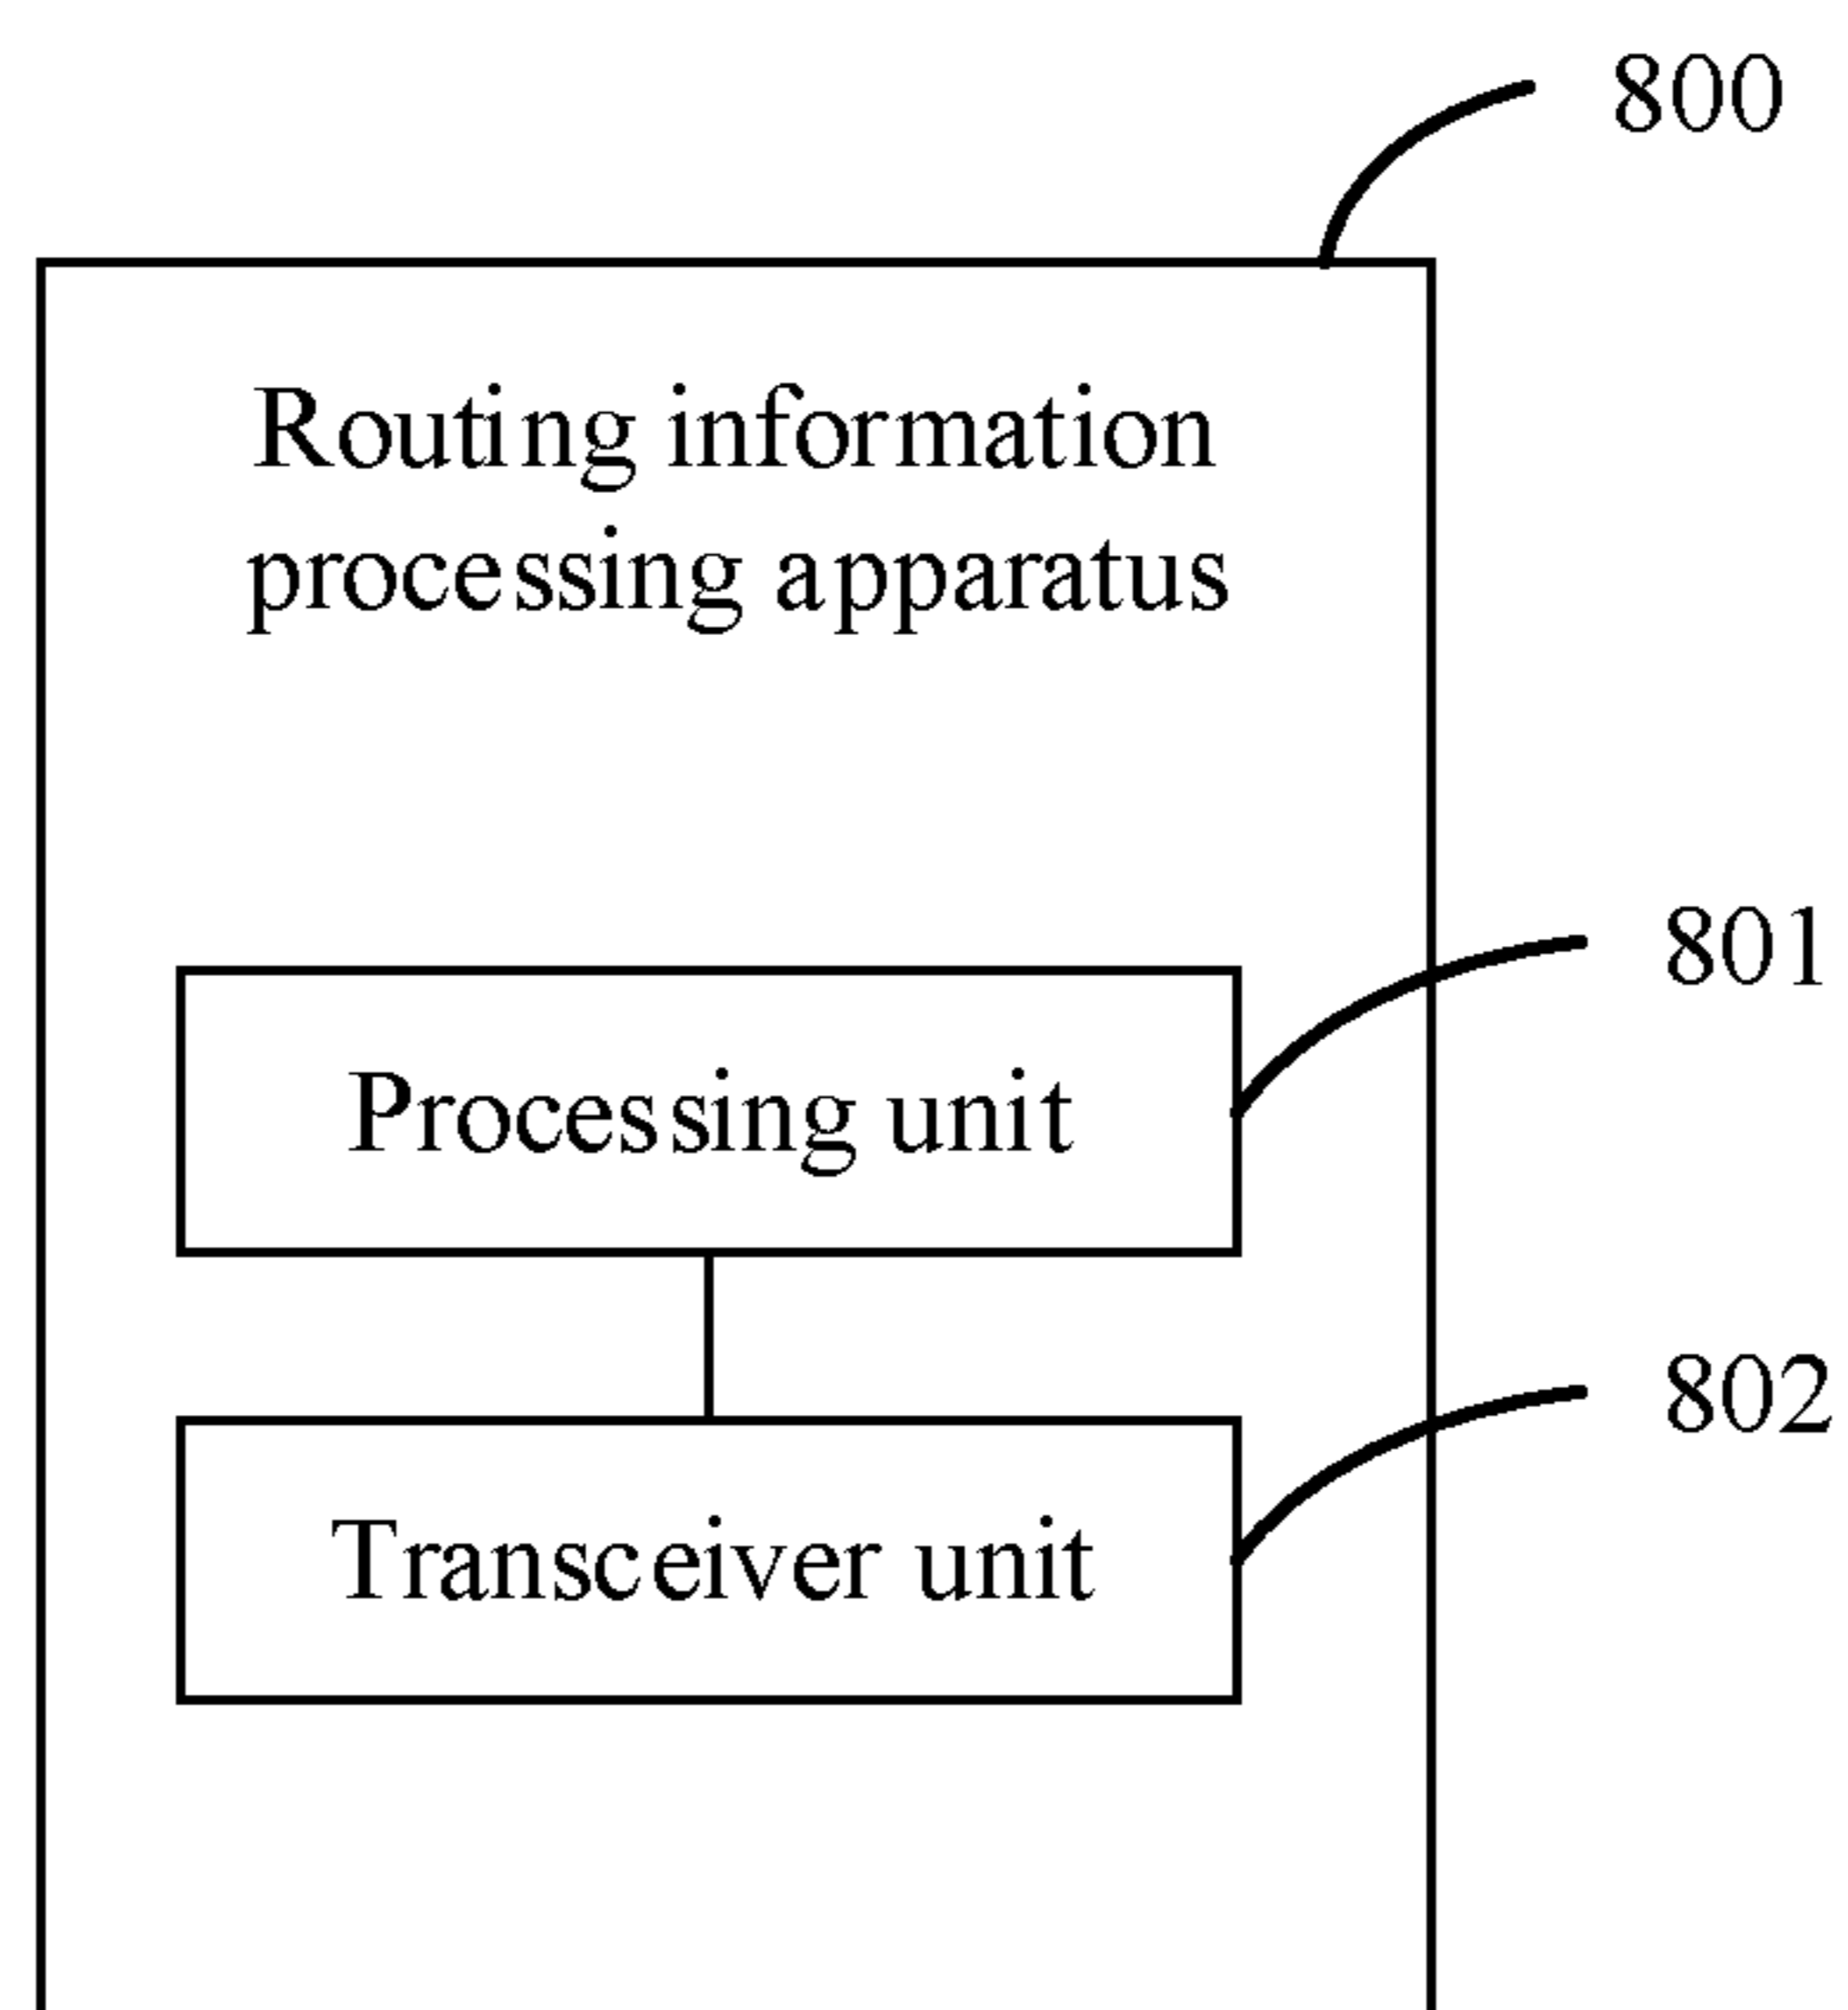 800
Routing information
processing apparatus
801
Processing unit
802
Transceiver unit